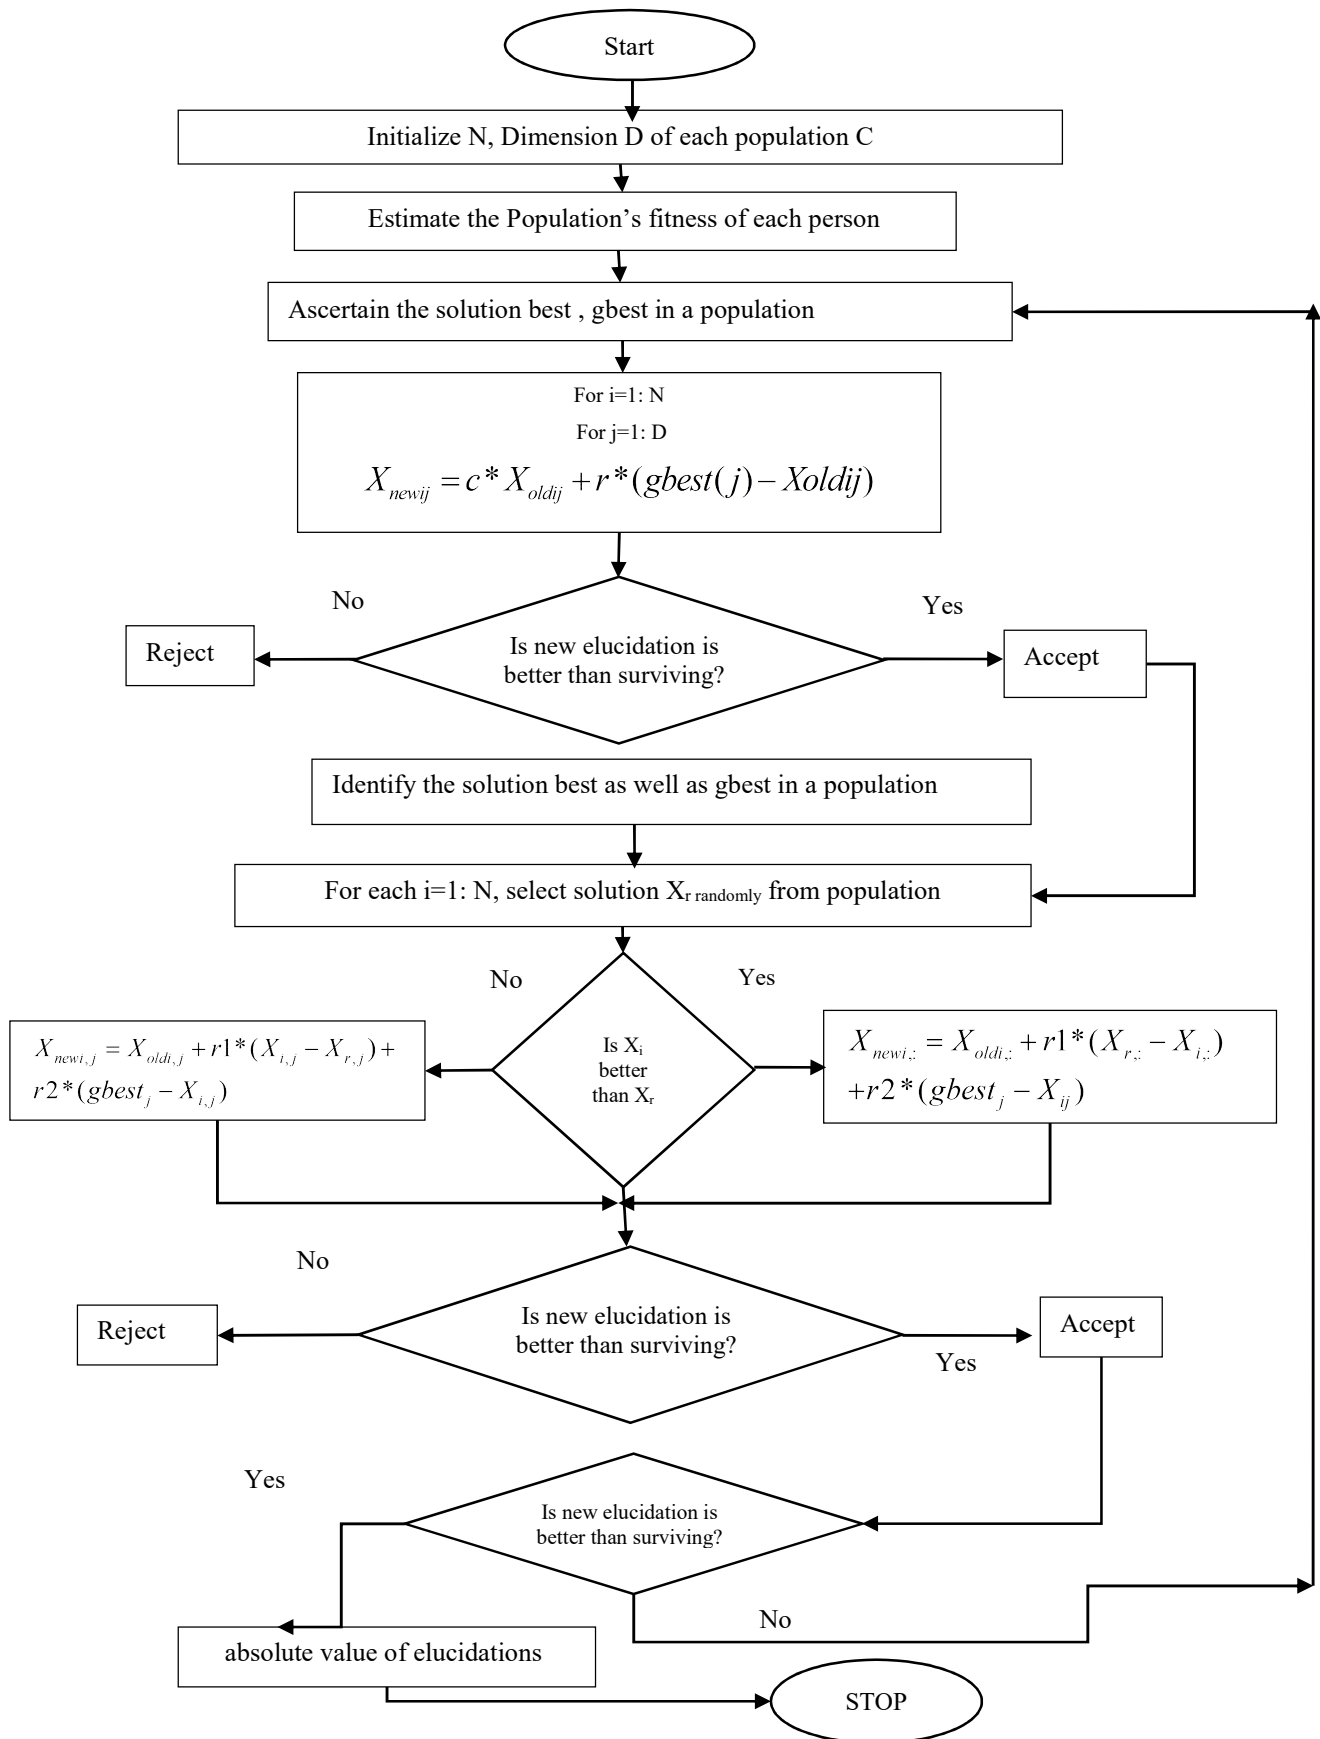 Start
Initialize N, Dimension D of each population C
Estimate the Population’s fitness of each person
Ascertain the solution best , gbest in a population
For i=1: N
For j=1: D
X_newij = c* X_oldij + r*(gbest(j) − Xoldij)
No
Yes
Reject
Is new elucidation is
better than surviving?
Accept
Identify the solution best as well as gbest in a population
For each i=1: N, select solution X_r randomly from population
No
Yes
X_newi,j = X_oldi,j + r1*(X_i,j − X_r,j) +
r2*(gbest_j − X_i,j)
Is X_i
better
than X_r
X_newi,: = X_oldi,: + r1*(X_r,: − X_i,:)
+r2*(gbest_j − X_ij)
No
Reject
Is new elucidation is
better than surviving?
Yes
Accept
Yes
Is new elucidation is
better than surviving?
No
absolute value of elucidations
STOP